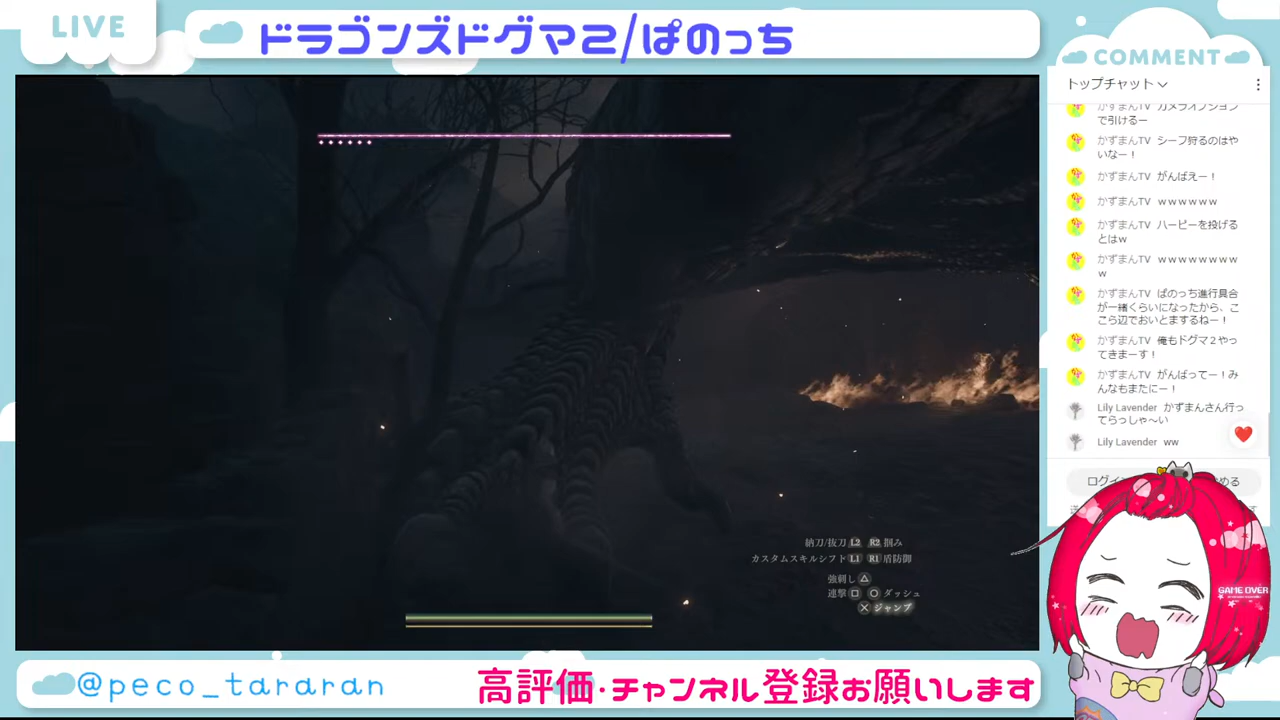 LIVE
ドラゴンズドグマ2/ぱのっち
COMMENT
トップチャット
かずまんTV カメラオプション
で引けるー
かずまんTV シーフ狩るのはや
いなー！
かずまんTV がんばえー！
かずまんTV ｗｗｗｗｗｗ
かずまんTV ハーピーを投げる
とはｗ
かずまんTV ｗｗｗｗｗｗｗｗ
ｗ
かずまんTV ぱのっち進行具合
が一緒くらいになったから、こ
こら辺でおいとまするねー！
かずまんTV 俺もドグマ２やっ
てきまーす！
かずまんTV がんばってー！み
んなもまたにー！
Lily Lavender かずまんさん行っ
てらっしゃ〜い
Lily Lavender ww
ログイ
める
納刀/抜刀 L2 R2 掴み
カスタムスキルシフト L1 R1 盾防御
強刺し
連撃 ダッシュ
ジャンプ
GAME OVER
@peco_tararan
高評価・チャンネル登録お願いします